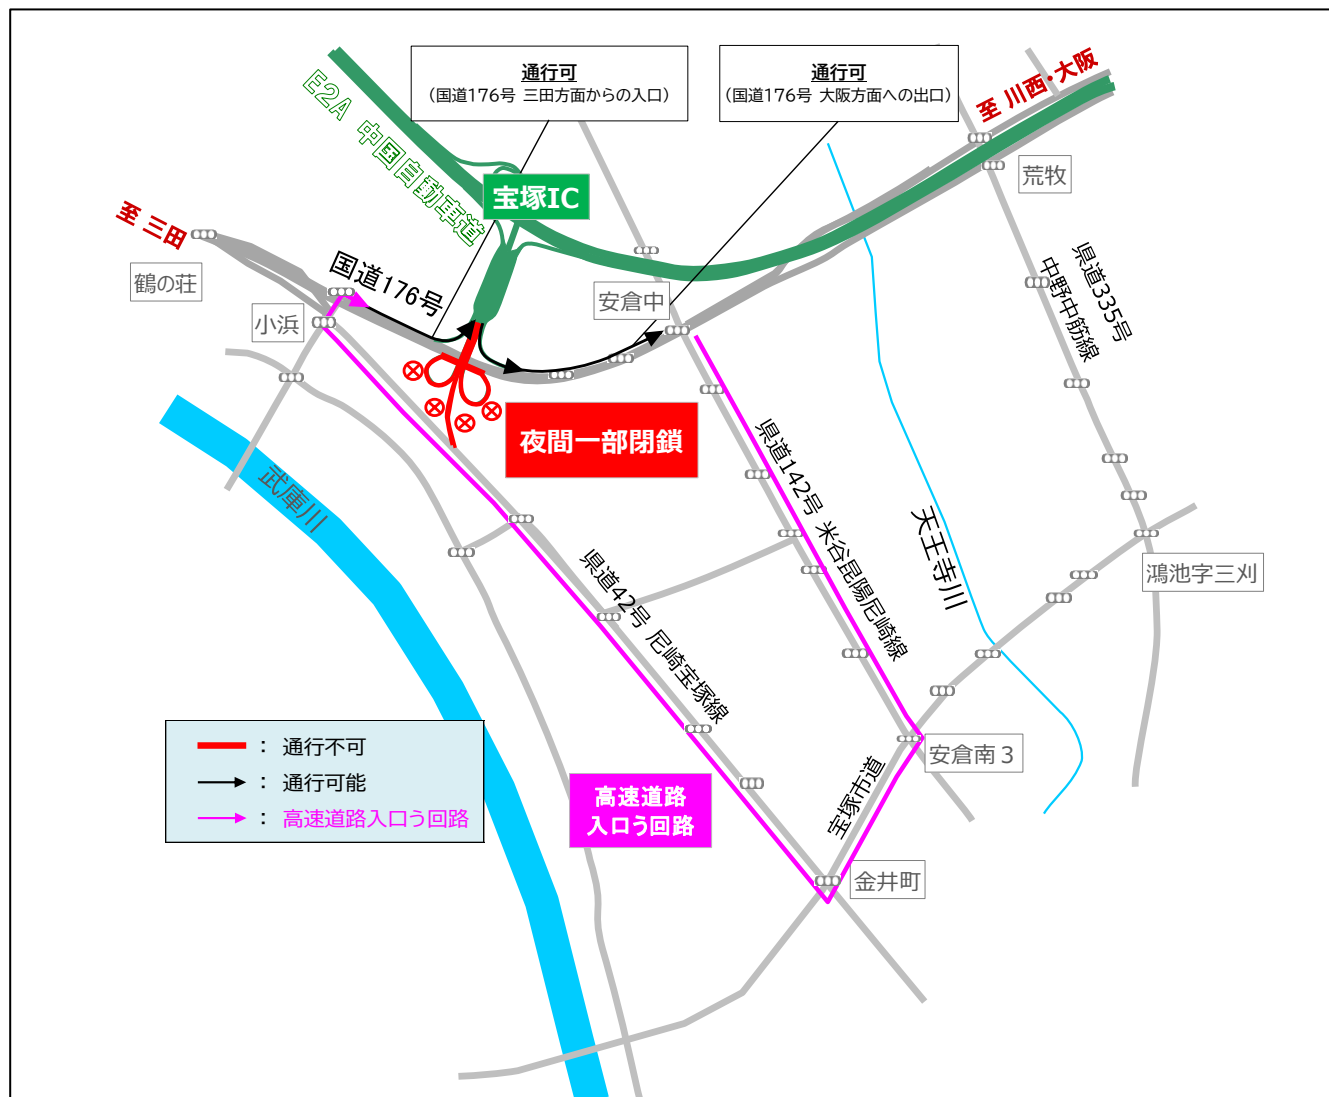 通行可
（国道176号 三田方面からの入口）
通行可
（国道176号 大阪方面への出口）
至 川西・大阪
E2A 中国自動車道
宝塚IC
荒牧
至 三田
鶴の荘
国道176号
小浜
安倉中
県道335号
中野中筋線
夜間一部閉鎖
武庫川
県道142号 米谷昆陽尼崎線
天王寺川
鴻池字三刈
県道42号 尼崎宝塚線
安倉南３
宝塚市道
金井町
高速道路
入口う回路
： 通行不可
： 通行可能
： 高速道路入口う回路